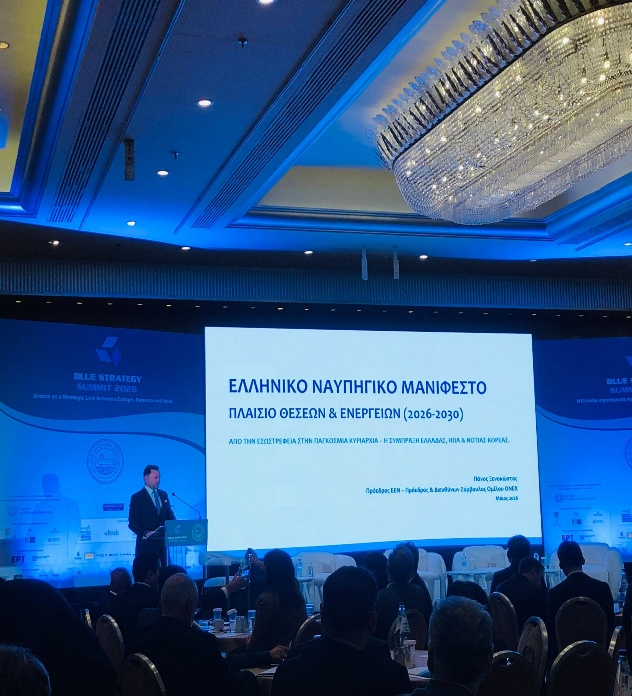 BLUE STRATEGY
SUMMIT 2026
Greece as a Strategic Link between Europe, America and Asia
ΕΛΛΗΝΙΚΟ ΝΑΥΠΗΓΙΚΟ ΜΑΝΙΦΕΣΤΟ
ΠΛΑΙΣΙΟ ΘΕΣΕΩΝ & ΕΝΕΡΓΕΙΩΝ (2026-2030)
ΑΠΟ ΤΗΝ ΕΣΩΣΤΡΕΦΕΙΑ ΣΤΗΝ ΠΑΓΚΟΣΜΙΑ ΚΥΡΙΑΡΧΙΑ – Η ΣΥΜΠΡΑΞΗ ΕΛΛΑΔΑΣ, ΗΠΑ & ΝΟΤΙΑΣ ΚΟΡΕΑΣ.
Πάνος Ξενοκώστας
Πρόεδρος ΕΕΝ – Πρόεδρος & Διευθύνων Σύμβουλος Ομίλου ONEX
Μάιος 2026
ΕΡΤ